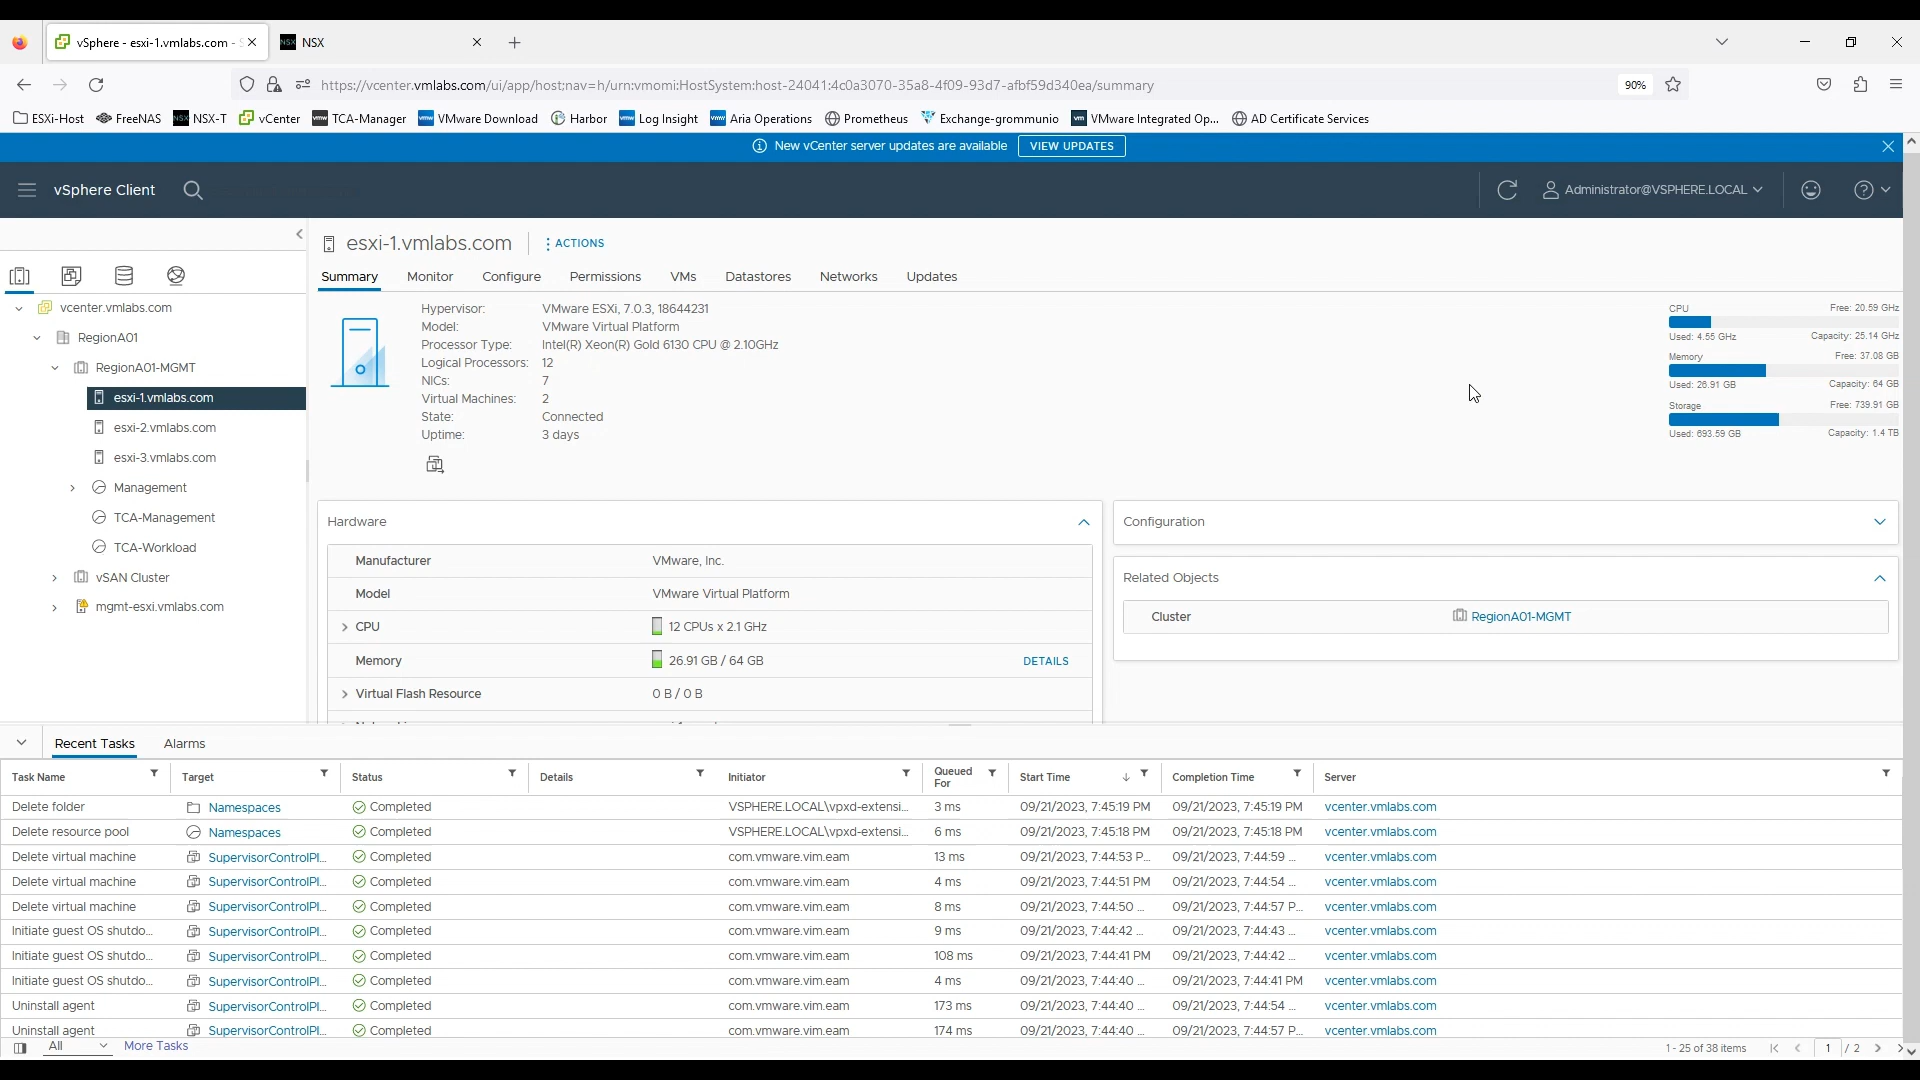 vSphere - esxi-1.vmlabs.com - S
NSX NSX
https://vcenter.vmlabs.com/ui/app/host;nav=h/urn:vmomi:HostSystem:host-24041:4c0a3070-35a8-4f09-93d7-afbf59d340ea/summary 90%
ESXi-Host FreeNAS NSX NSX-T vCenter vmw TCA-Manager vmw VMware Download Harbor vmw Log Insight vmw Aria Operations Prometheus Exchange-grommunio vm VMware Integrated Op... AD Certificate Services
New vCenter server updates are available VIEW UPDATES
vSphere Client Administrator@VSPHERE.LOCAL
esxi-1.vmlabs.com ACTIONS
Summary Monitor Configure Permissions VMs Datastores Networks Updates
vcenter.vmlabs.com
RegionA01
RegionA01-MGMT
esxi-1.vmlabs.com
esxi-2.vmlabs.com
esxi-3.vmlabs.com
Management
TCA-Management
TCA-Workload
vSAN Cluster
mgmt-esxi.vmlabs.com
Hypervisor: VMware ESXi, 7.0.3, 18644231
Model: VMware Virtual Platform
Processor Type: Intel(R) Xeon(R) Gold 6130 CPU @ 2.10GHz
Logical Processors: 12
NICs: 7
Virtual Machines: 2
State: Connected
Uptime: 3 days
CPU Free: 20.59 GHz
Used: 4.55 GHz Capacity: 25.14 GHz
Memory Free: 37.08 GB
Used: 26.91 GB Capacity: 64 GB
Storage Free: 739.91 GB
Used: 693.59 GB Capacity: 1.4 TB
Hardware
Manufacturer VMware, Inc.
Model VMware Virtual Platform
CPU 12 CPUs x 2.1 GHz
Memory 26.91 GB / 64 GB DETAILS
Virtual Flash Resource 0 B / 0 B
Configuration
Related Objects
Cluster RegionA01-MGMT
Recent Tasks Alarms
Task Name Target Status Details Initiator Queued For Start Time Completion Time Server
Delete folder Namespaces Completed VSPHERE.LOCAL\vpxd-extensi... 3 ms 09/21/2023, 7:45:19 PM 09/21/2023, 7:45:19 PM vcenter.vmlabs.com
Delete resource pool Namespaces Completed VSPHERE.LOCAL\vpxd-extensi... 6 ms 09/21/2023, 7:45:18 PM 09/21/2023, 7:45:18 PM vcenter.vmlabs.com
Delete virtual machine SupervisorControlPl... Completed com.vmware.vim.eam 13 ms 09/21/2023, 7:44:53 P... 09/21/2023, 7:44:59 ... vcenter.vmlabs.com
Delete virtual machine SupervisorControlPl... Completed com.vmware.vim.eam 4 ms 09/21/2023, 7:44:51 PM 09/21/2023, 7:44:54 ... vcenter.vmlabs.com
Delete virtual machine SupervisorControlPl... Completed com.vmware.vim.eam 8 ms 09/21/2023, 7:44:50 ... 09/21/2023, 7:44:57 P... vcenter.vmlabs.com
Initiate guest OS shutdo... SupervisorControlPl... Completed com.vmware.vim.eam 9 ms 09/21/2023, 7:44:42 ... 09/21/2023, 7:44:43 ... vcenter.vmlabs.com
Initiate guest OS shutdo... SupervisorControlPl... Completed com.vmware.vim.eam 108 ms 09/21/2023, 7:44:41 PM 09/21/2023, 7:44:42 ... vcenter.vmlabs.com
Initiate guest OS shutdo... SupervisorControlPl... Completed com.vmware.vim.eam 4 ms 09/21/2023, 7:44:40 ... 09/21/2023, 7:44:41 PM vcenter.vmlabs.com
Uninstall agent SupervisorControlPl... Completed com.vmware.vim.eam 173 ms 09/21/2023, 7:44:40 ... 09/21/2023, 7:44:54 ... vcenter.vmlabs.com
Uninstall agent SupervisorControlPl... Completed com.vmware.vim.eam 174 ms 09/21/2023, 7:44:40 ... 09/21/2023, 7:44:57 P... vcenter.vmlabs.com
All More Tasks 1 - 25 of 38 items 1 / 2